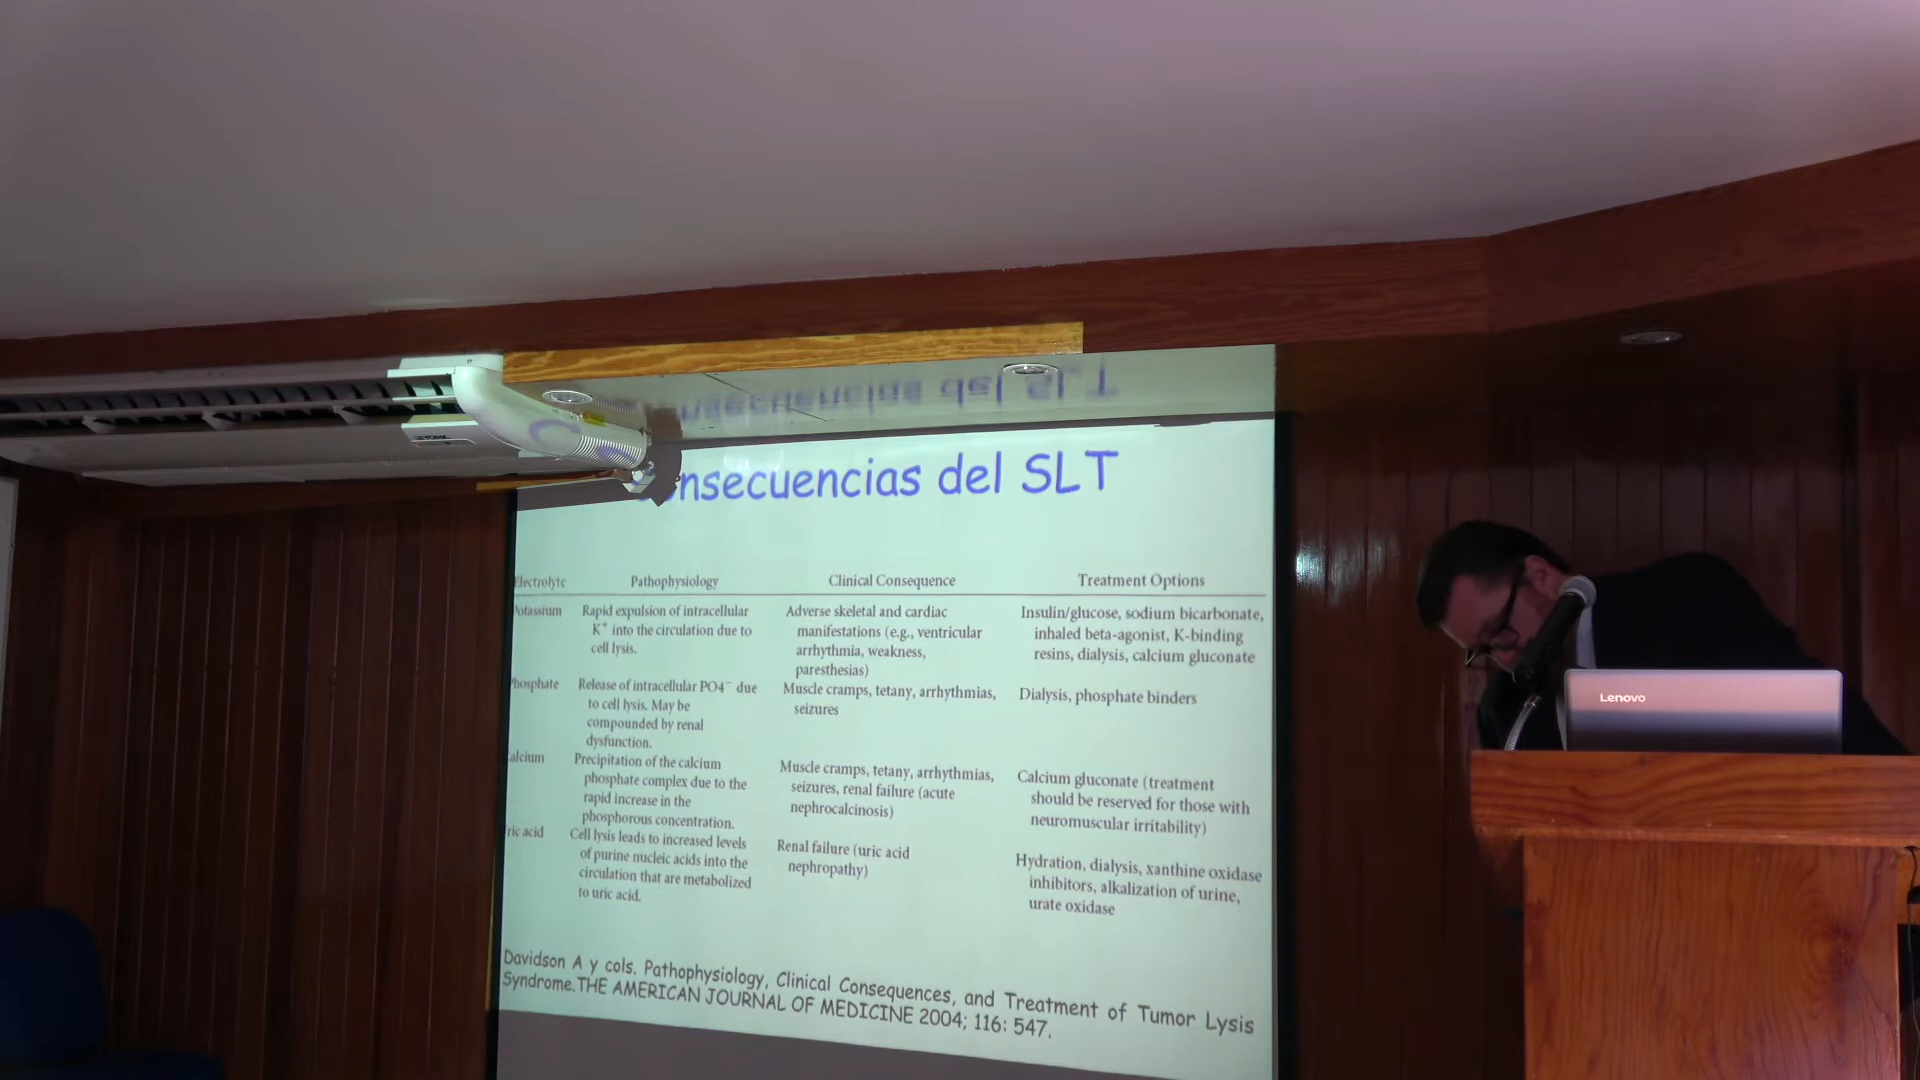 nsecuencias del SLT
Electrolyte Pathophysiology Clinical Consequence Treatment Options
Potassium Rapid expulsion of intracellular
K+ into the circulation due to
cell lysis.
Adverse skeletal and cardiac
manifestations (e.g., ventricular
arrhythmia, weakness,
paresthesias)
Insulin/glucose, sodium bicarbonate,
inhaled beta-agonist, K-binding
resins, dialysis, calcium gluconate
Phosphate Release of intracellular PO4− due
to cell lysis. May be
compounded by renal
dysfunction.
Muscle cramps, tetany, arrhythmias,
seizures
Dialysis, phosphate binders
alcium Precipitation of the calcium
phosphate complex due to the
rapid increase in the
phosphorous concentration.
Muscle cramps, tetany, arrhythmias,
seizures, renal failure (acute
nephrocalcinosis)
Calcium gluconate (treatment
should be reserved for those with
neuromuscular irritability)
ric acid Cell lysis leads to increased levels
of purine nucleic acids into the
circulation that are metabolized
to uric acid.
Renal failure (uric acid
nephropathy)
Hydration, dialysis, xanthine oxidase
inhibitors, alkalization of urine,
urate oxidase
Davidson A y cols. Pathophysiology, Clinical Consequences, and Treatment of Tumor Lysis
Syndrome.THE AMERICAN JOURNAL OF MEDICINE 2004; 116: 547.
Lenovo